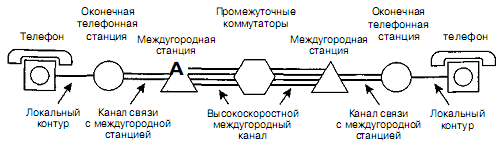 Телефон
Оконечная
телефонная
станция
Междугородная
станция
Промежуточные
коммутаторы
Междугородная
станция
Оконечная
телефонная
станция
телефон
А
Локальный
контур
Канал связи
с междугородной
станцией
Высокоскоростной
междугородный
канал
Канал связи
с междугородной
станцией
Локальный
контур